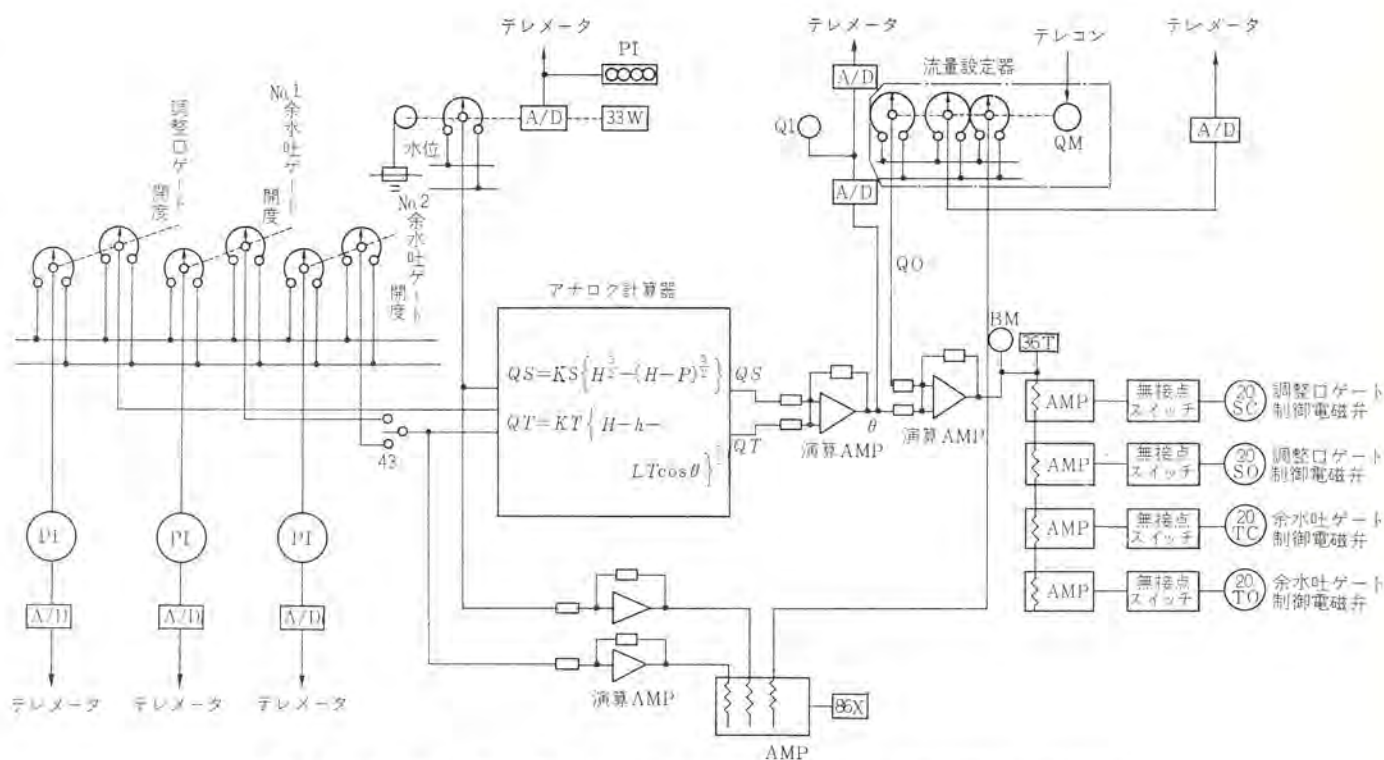 テレメータ
テレメータ
テレコン
テレメータ
PI
A/D
33W
水位
A/D
流量設定器
Q1
QM
A/D
A/D
調整口ゲート
開度
No.1
余水吐ゲート
開度
No.2
余水吐ゲート
開度
QO
アナログ計算器
QS=KS{H^{3/2}-(H-P)^{3/2}}
QS
QT=KT{H-h-
LTcosθ}
QT
43
演算AMP
θ
演算AMP
BM
36T
AMP
無接点
スイッチ
20
SC
調整口ゲート
制御電磁弁
AMP
無接点
スイッチ
20
SO
調整口ゲート
制御電磁弁
AMP
無接点
スイッチ
20
TC
余水吐ゲート
制御電磁弁
AMP
無接点
スイッチ
20
TO
余水吐ゲート
制御電磁弁
PI
PI
PI
A/D
A/D
A/D
テレメータ
テレメータ
テレメータ
演算AMP
86X
AMP